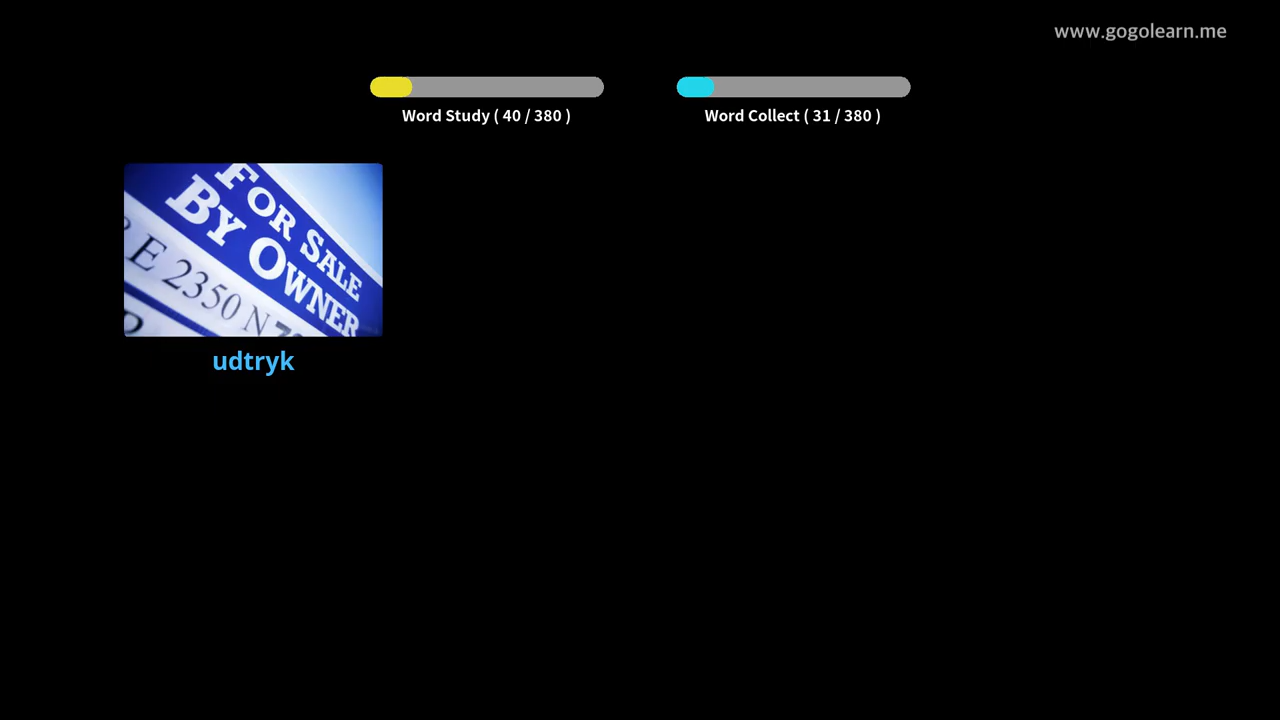 www.gogolearn.me
Word Study ( 40 / 380 )
Word Collect ( 31 / 380 )
FOR SALE
BY OWNER
E 2350 N
udtryk